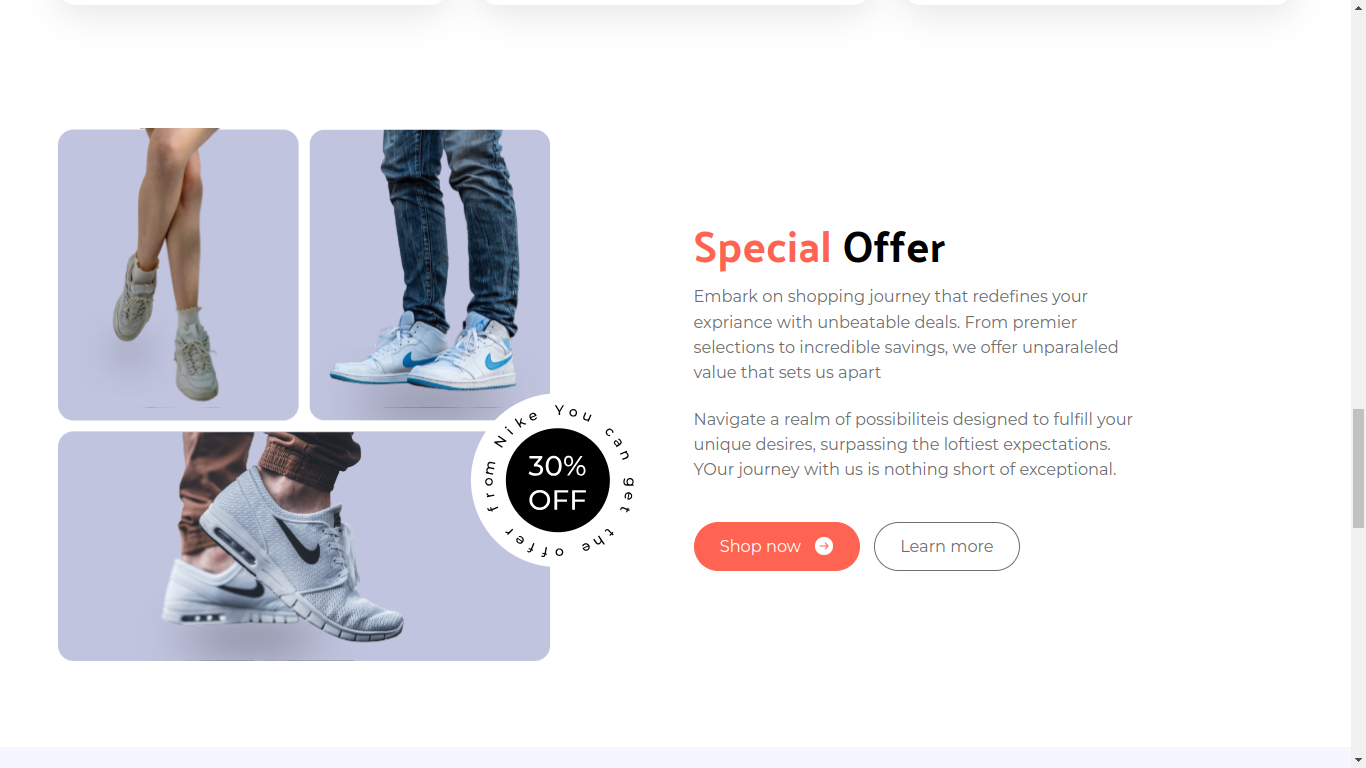 Special Offer
Embark on shopping journey that redefines your
expriance with unbeatable deals. From premier
selections to incredible savings, we offer unparaleled
value that sets us apart
Navigate a realm of possibiliteis designed to fulfill your
unique desires, surpassing the loftiest expectations.
YOur journey with us is nothing short of exceptional.
Shop now
Learn more
You can get the offer from Nike
30%
OFF